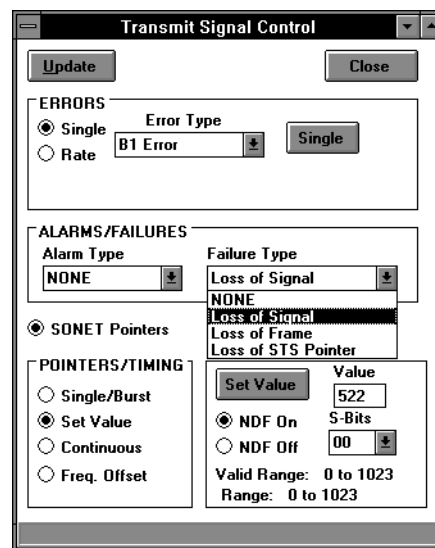 Transmit Signal Control
Update
Close
ERRORS
Single
Rate
Error Type
B1 Error
Single
ALARMS/FAILURES
Alarm Type
NONE
Failure Type
Loss of Signal
NONE
Loss of Signal
Loss of Frame
Loss of STS Pointer
SONET Pointers
POINTERS/TIMING
Single/Burst
Set Value
Continuous
Freq. Offset
Set Value
Value
522
NDF On
NDF Off
S-Bits
00
Valid Range: 0 to 1023
Range: 0 to 1023